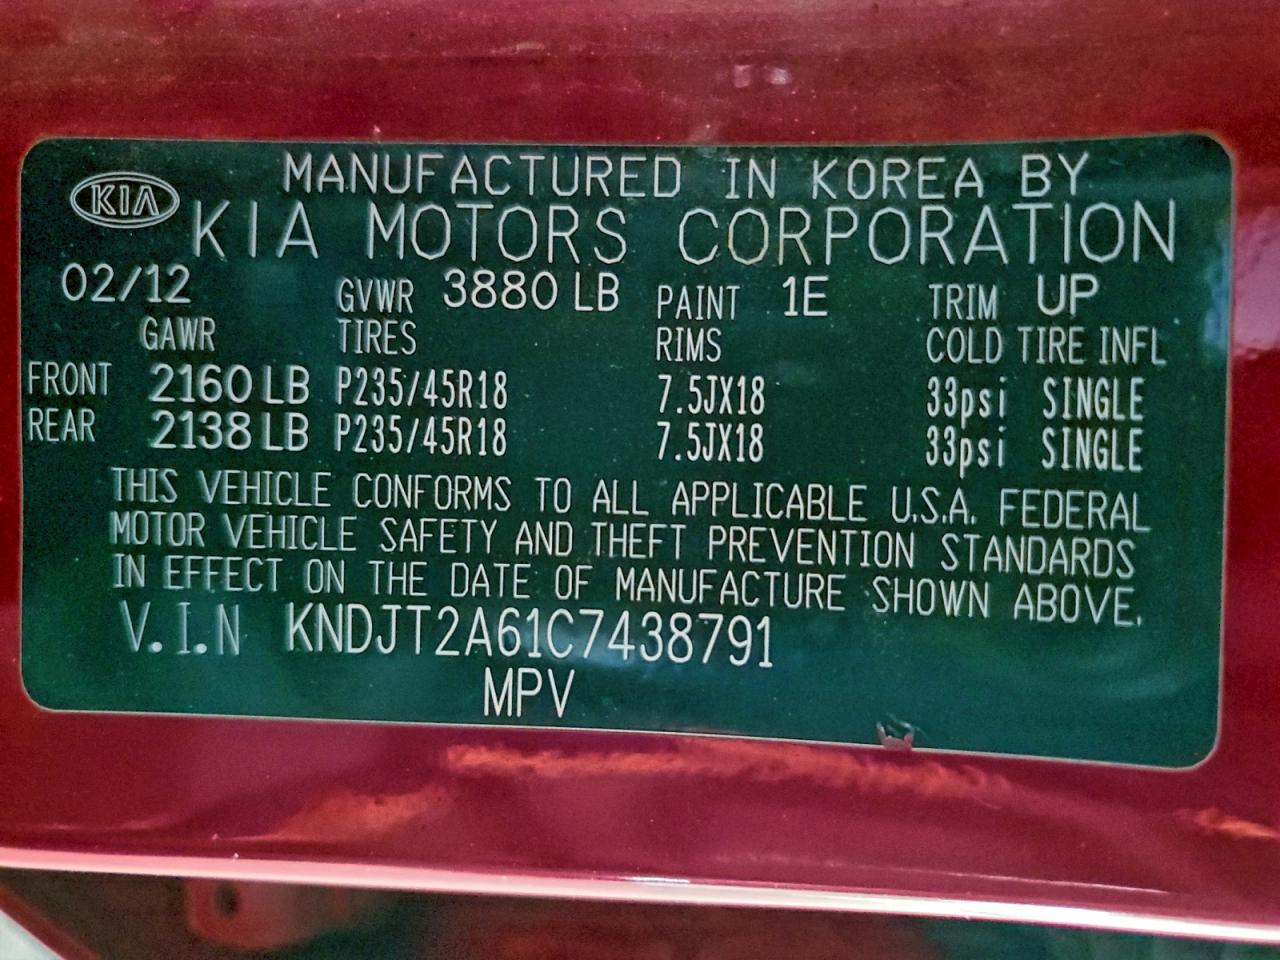 MANUFACTURED IN KOREA BY
KIA KIA MOTORS CORPORATION
02/12 GVWR 3880 LB PAINT 1E TRIM UP
GAWR TIRES RIMS COLD TIRE INFL
FRONT 2160 LB P235/45R18 7.5JX18 33psi SINGLE
REAR 2138 LB P235/45R18 7.5JX18 33psi SINGLE
THIS VEHICLE CONFORMS TO ALL APPLICABLE U.S.A. FEDERAL
MOTOR VEHICLE SAFETY AND THEFT PREVENTION STANDARDS
IN EFFECT ON THE DATE OF MANUFACTURE SHOWN ABOVE.
V.I.N KNDJT2A61C7438791
MPV